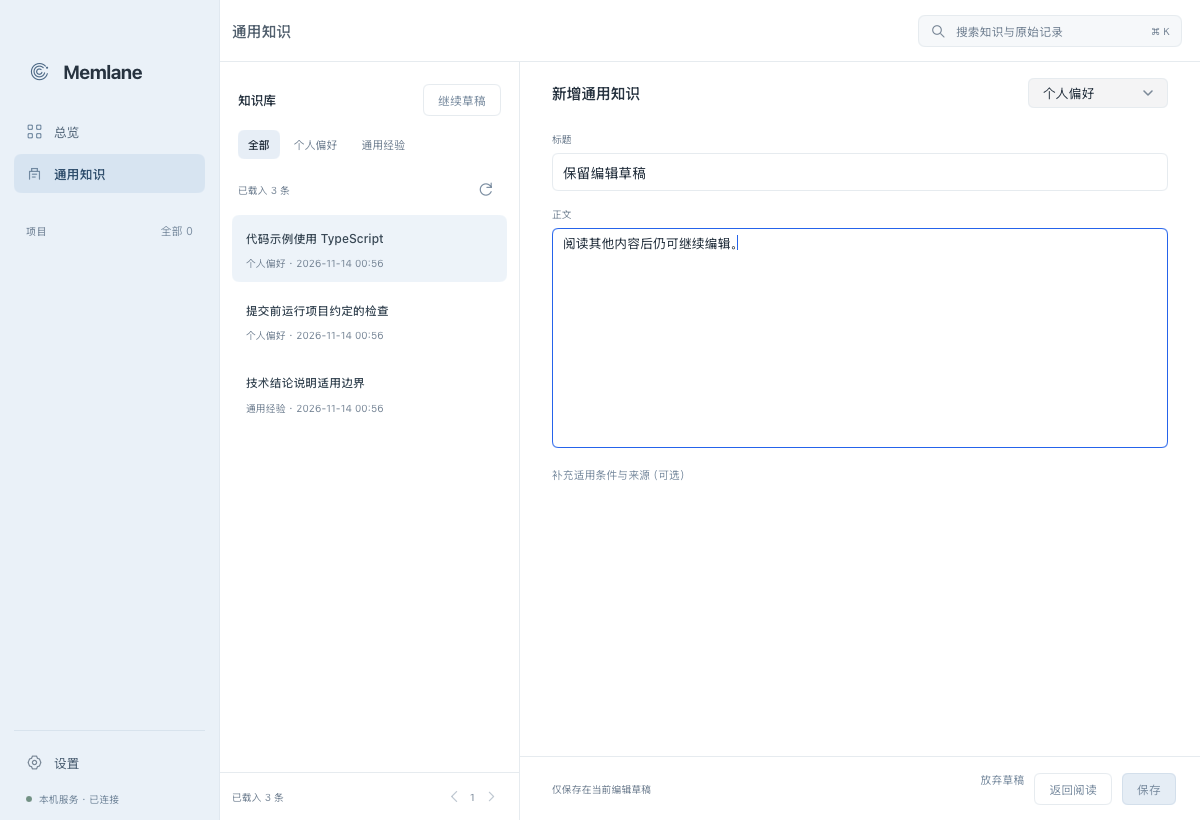 Memlane
总览
通用知识
项目
全部 0
设置
本机服务 · 已连接
通用知识
搜索知识与原始记录
⌘ K
知识库
继续草稿
全部
个人偏好
通用经验
已载入 3 条
代码示例使用 TypeScript
个人偏好 · 2026-11-14 00:56
提交前运行项目约定的检查
个人偏好 · 2026-11-14 00:56
技术结论说明适用边界
通用经验 · 2026-11-14 00:56
已载入 3 条
1
新增通用知识
个人偏好
标题
保留编辑草稿
正文
阅读其他内容后仍可继续编辑。
补充适用条件与来源 (可选)
仅保存在当前编辑草稿
放弃草稿
返回阅读
保存